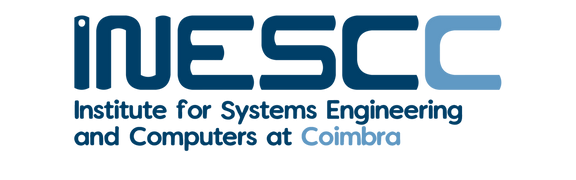 INESCC
Institute for Systems Engineering
and Computers at Coimbra